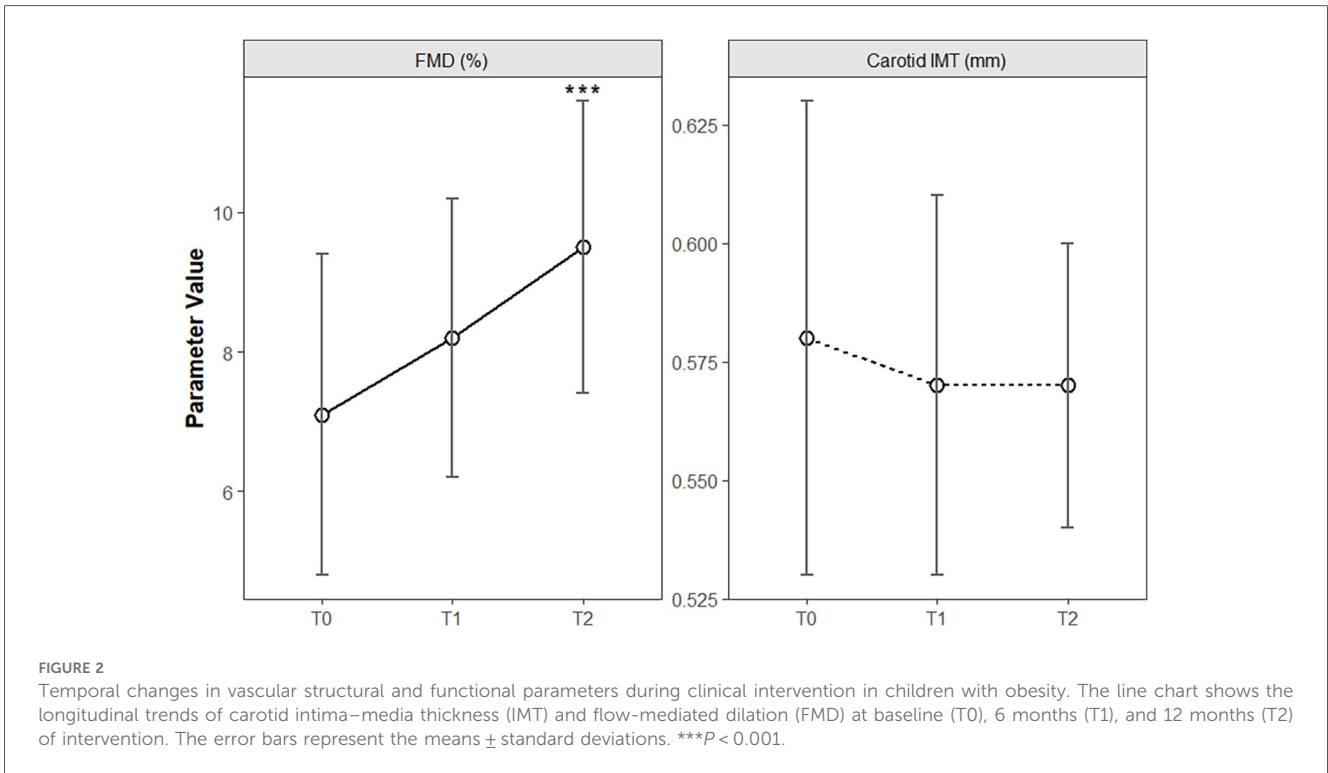 FMD (%)
Carotid IMT (mm)
***
Parameter Value
10
8
6
0.625
0.600
0.575
0.550
0.525
T0
T1
T2
T0
T1
T2
FIGURE 2
Temporal changes in vascular structural and functional parameters during clinical intervention in children with obesity. The line chart shows the
longitudinal trends of carotid intima–media thickness (IMT) and flow-mediated dilation (FMD) at baseline (T0), 6 months (T1), and 12 months (T2)
of intervention. The error bars represent the means ± standard deviations. ***P < 0.001.